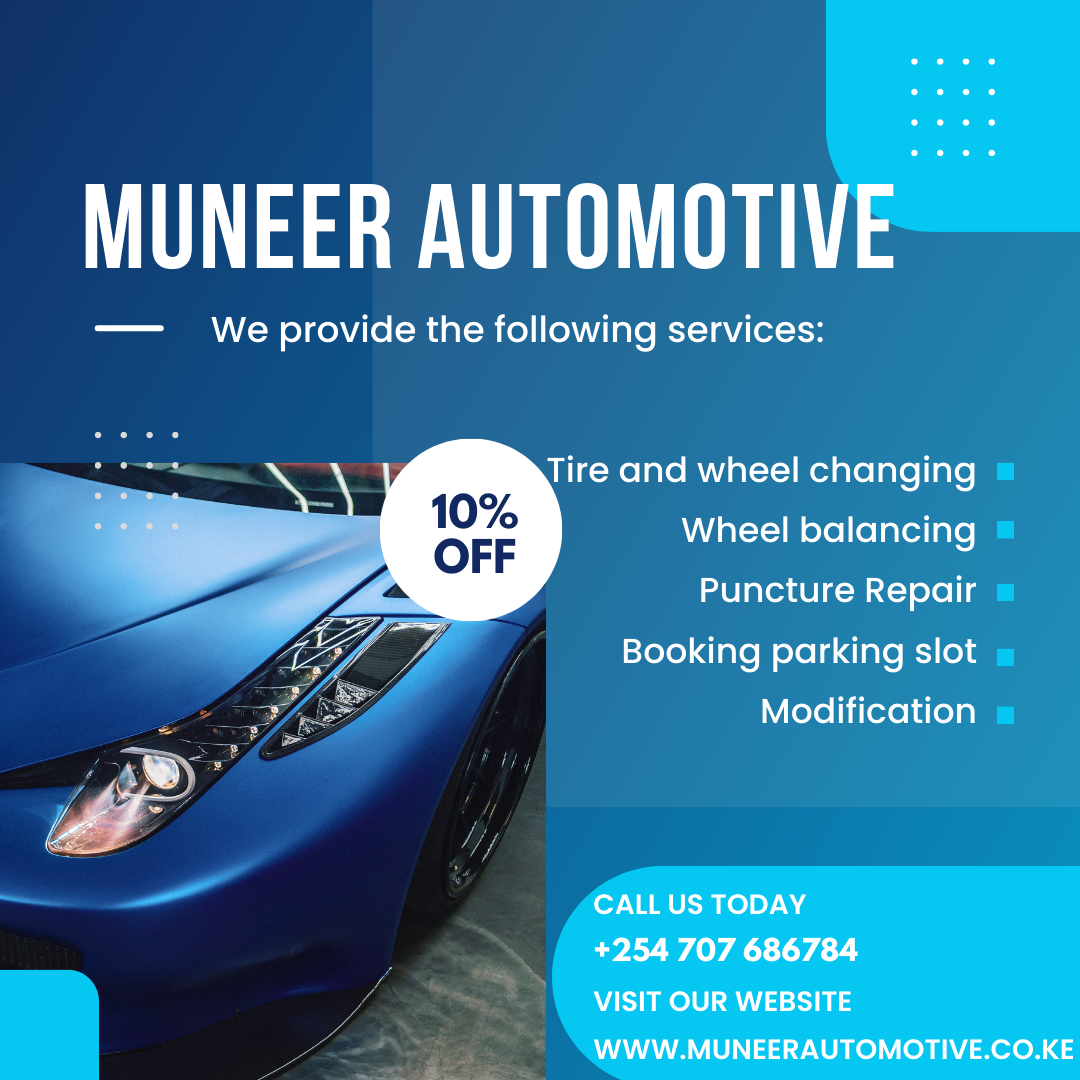 MUNEER AUTOMOTIVE
We provide the following services:
10%
OFF
Tire and wheel changing
Wheel balancing
Puncture Repair
Booking parking slot
Modification
CALL US TODAY
+254 707 686784
VISIT OUR WEBSITE
WWW.MUNEERAUTOMOTIVE.CO.KE